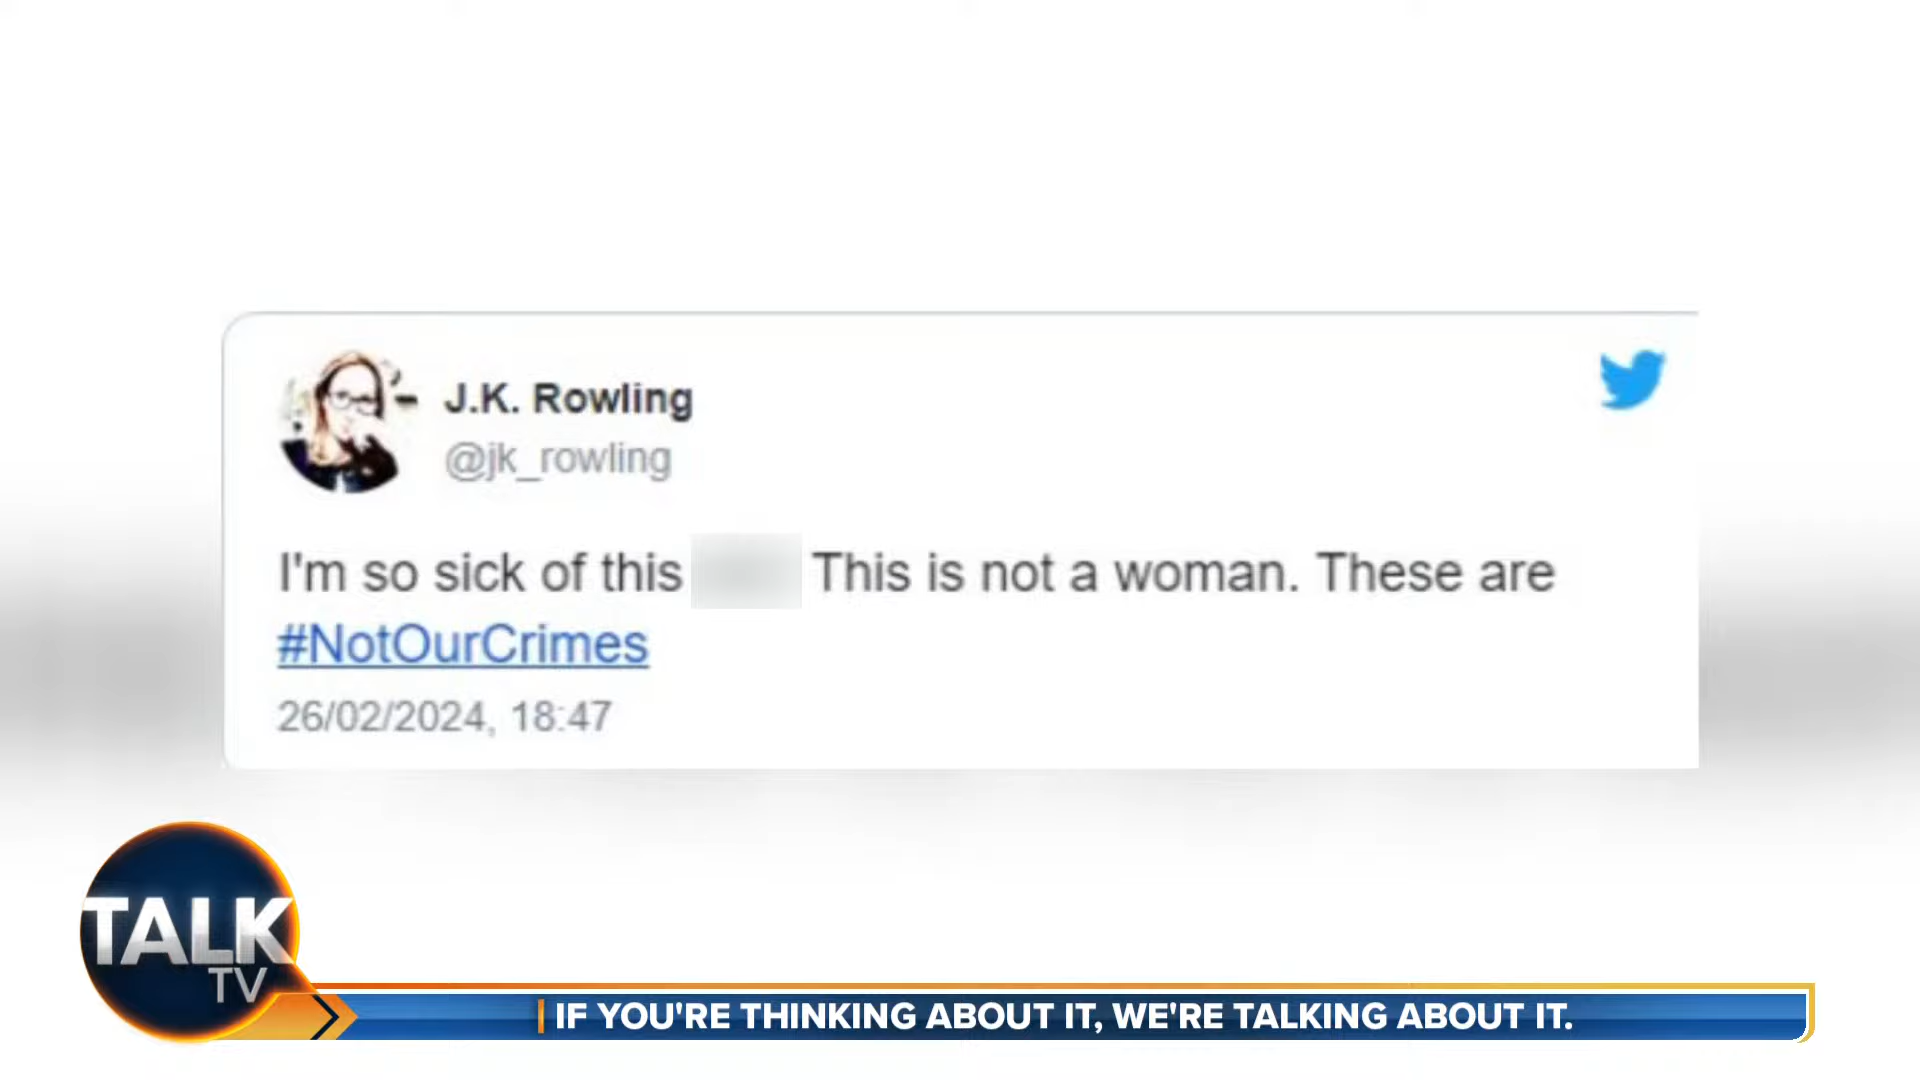 J.K. Rowling
@jk_rowling
I'm so sick of this This is not a woman. These are
#NotOurCrimes
26/02/2024, 18:47
TALK
TV
IF YOU'RE THINKING ABOUT IT, WE'RE TALKING ABOUT IT.